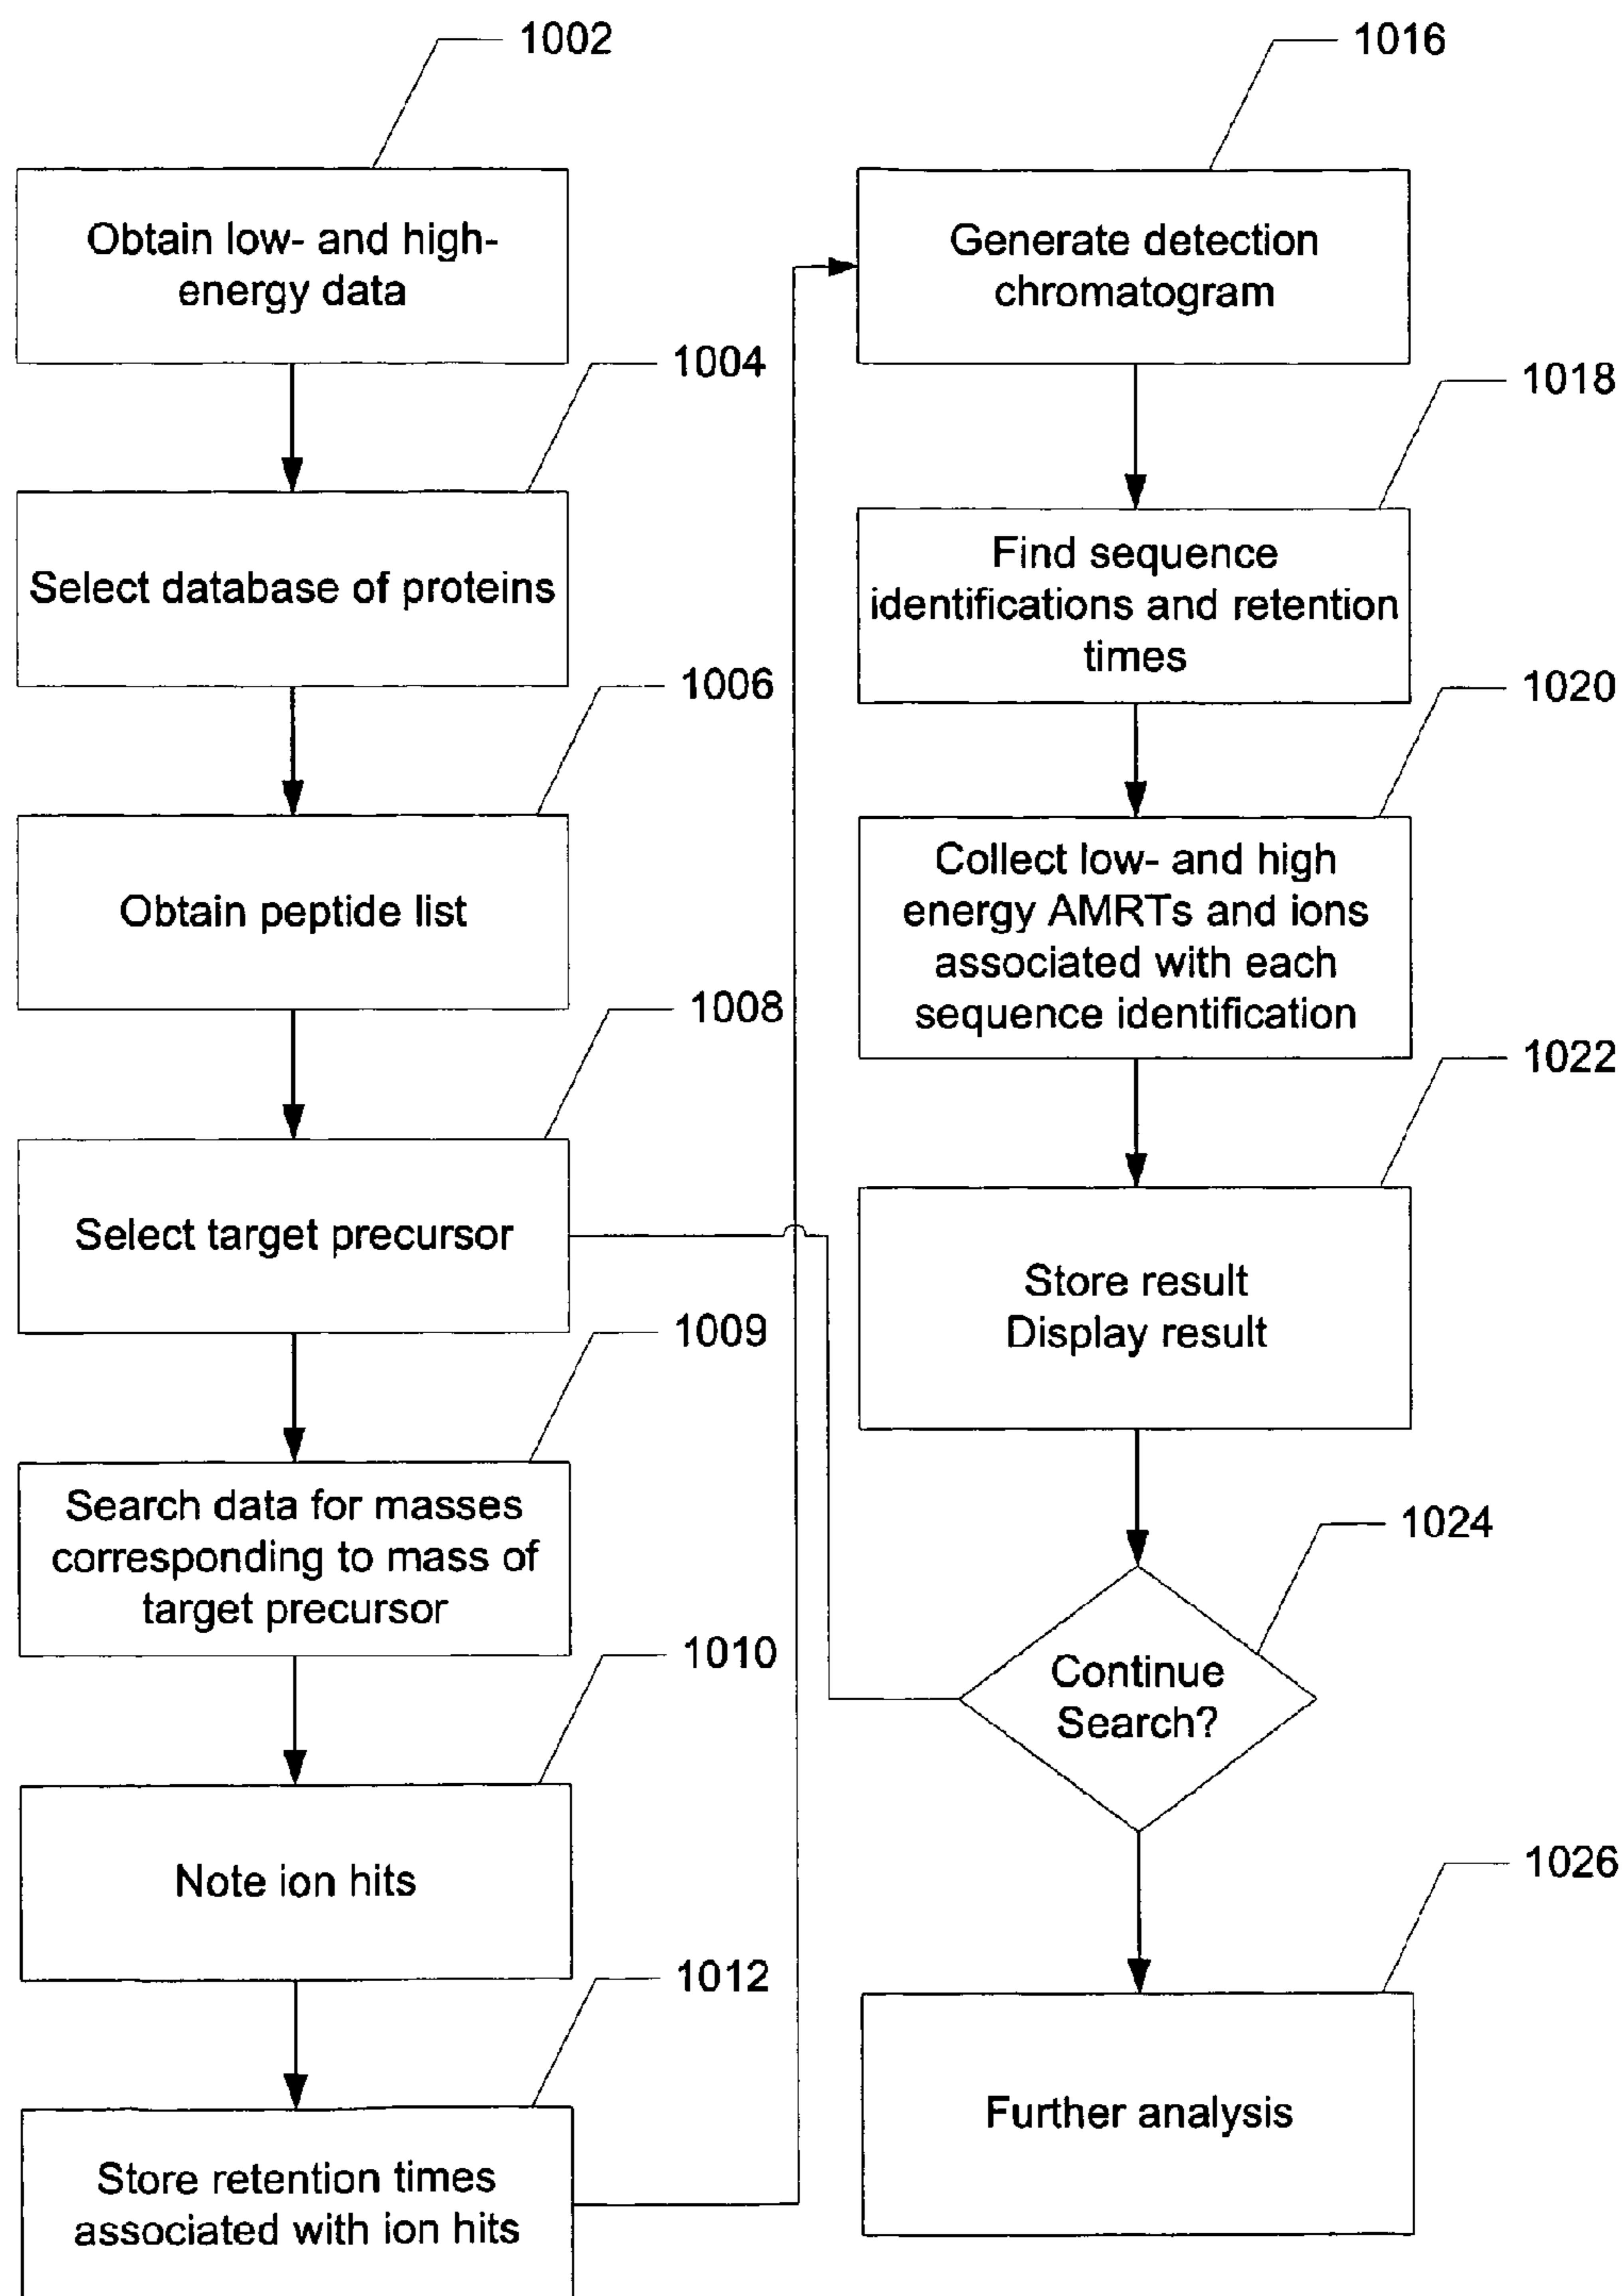 1002
Obtain low- and high-
energy data
1004
Select database of proteins
1006
Obtain peptide list
1008
Select target precursor
1009
Search data for masses
corresponding to mass of
target precursor
1010
Note ion hits
1012
Store retention times
associated with ion hits
1016
Generate detection
chromatogram
1018
Find sequence
identifications and retention
times
1020
Collect low- and high
energy AMRTs and ions
associated with each
sequence identification
1022
Store result
Display result
1024
Continue
Search?
1026
Further analysis